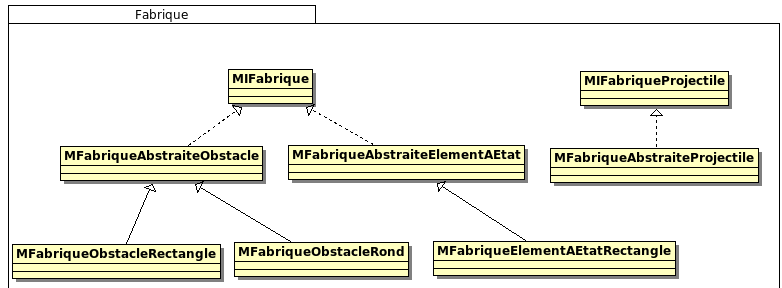 Fabrique
MIFabrique
MIFabriqueProjectile
MFabriqueAbstraiteObstacle
MFabriqueAbstraiteElementAEtat
MFabriqueAbstraiteProjectile
MFabriqueObstacleRectangle
MFabriqueObstacleRond
MFabriqueElementAEtatRectangle